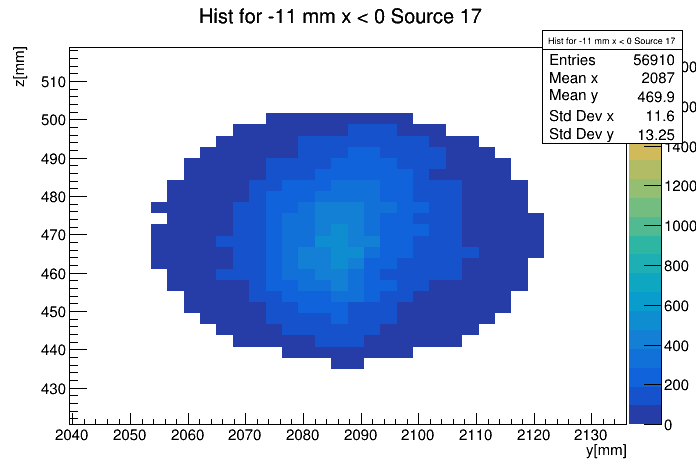 Hist for -11 mm x < 0 Source 17
Hist for -11 mm x < 0 Source 17
Entries 56910
Mean x 2087
Mean y 469.9
Std Dev x 11.6
Std Dev y 13.25
z[mm]
510
500
490
480
470
460
450
440
430
2040 2050 2060 2070 2080 2090 2100 2110 2120 2130
y[mm]
1400
1200
1000
800
600
400
200
0